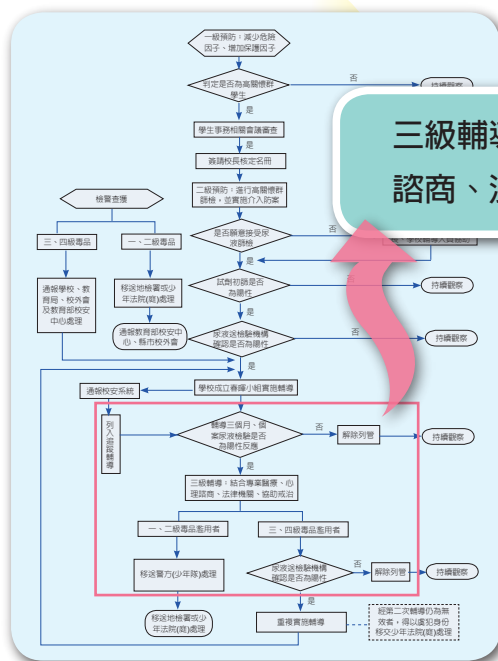 一級預防：減少危險
因子、增加保護因子
判定是否為高關懷群
學生
否
持續觀察
是
學生事務相關會議審查
簽請校長核定名冊
二級預防：進行高關懷群
篩檢，並實施介入防案
是否願意接受尿
液篩檢
是
試劑初篩是否
為陽性
否
持續觀察
是
尿液送檢驗機構
確認是否為陽性
否
持續觀察
是
檢警查獲
三、四級毒品
一、二級毒品
通報學校、教
育局、校外會
及教育部校安
中心處理
移送地檢署或少
年法院(庭)處理
通報教育部校安中
心、縣市校外會
三級輔導
諮商、法
通報校安系統
學校成立春暉小組實施輔導
列入追蹤輔導
輔導三個月、個
案尿液檢驗是否
為陽性反應
否
解除列管
持續觀察
是
三級輔導：結合專業醫療、心
理諮商、法律機關、協助戒治
一、二級毒品濫用者
三、四級毒品濫用者
移送警方(少年隊)處理
尿液送檢驗機構
確認是否為陽性
否
解除列管
持續觀察
是
移送地檢署或少
年法院(庭)處理
重複實施輔導
經第二次輔導仍為無
效者，得以虞犯身份
移交少年法院(庭)處理